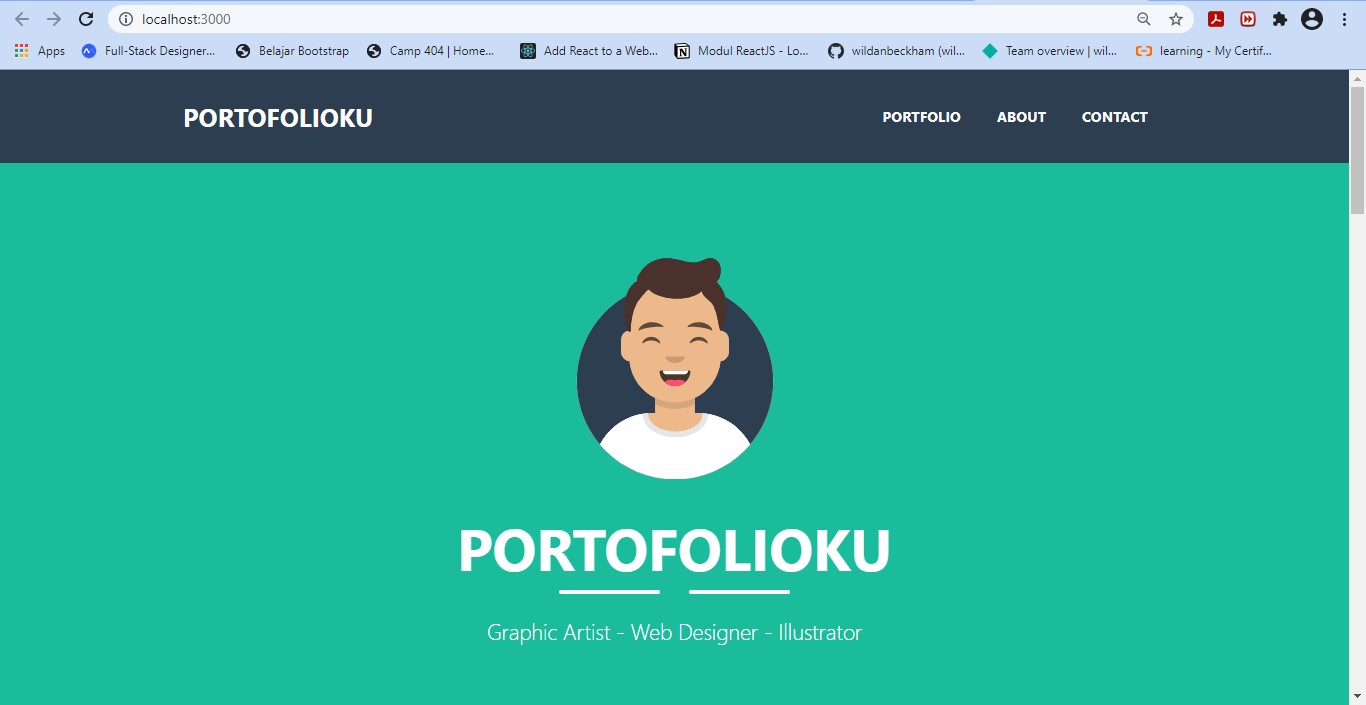 localhost:3000
Apps Full-Stack Designer... Belajar Bootstrap Camp 404 | Home... Add React to a Web... Modul ReactJS - Lo... wildanbeckham (wil... Team overview | wil... learning - My Certif...
PORTOFOLIOKU PORTFOLIO ABOUT CONTACT
PORTOFOLIOKU
Graphic Artist - Web Designer - Illustrator